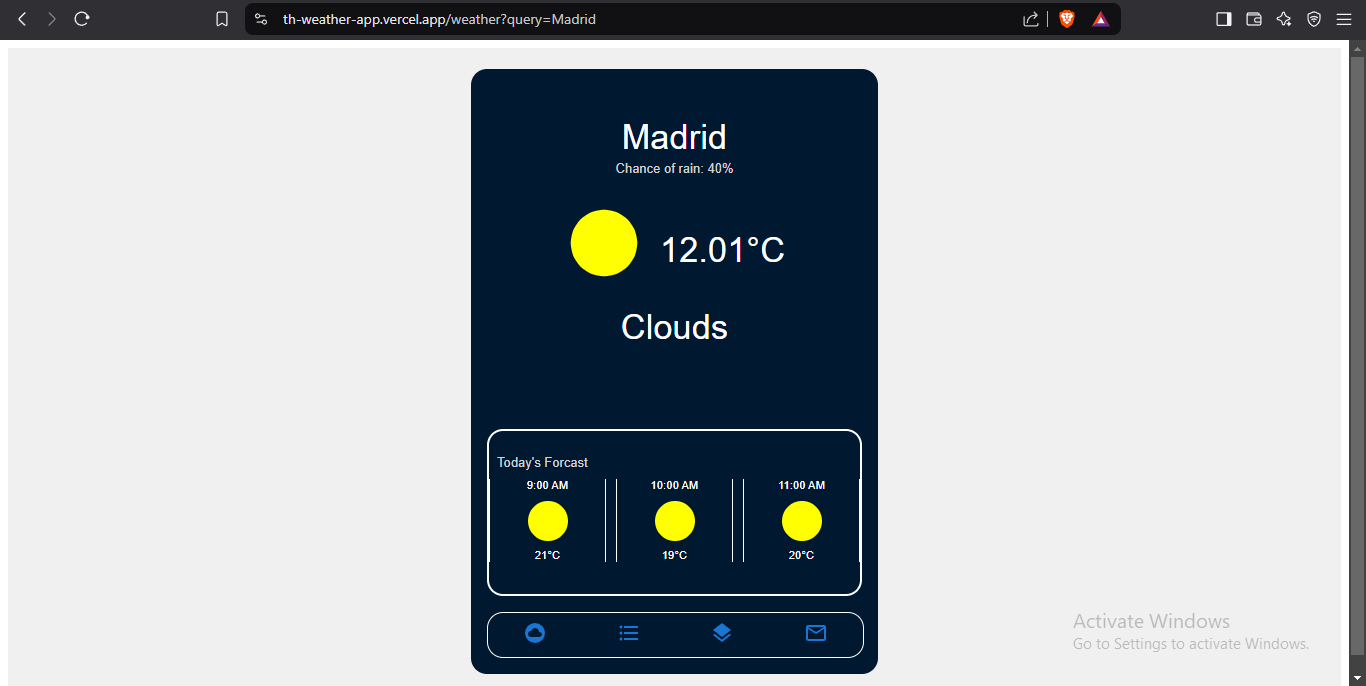 th-weather-app.vercel.app/weather?query=Madrid
Madrid
Chance of rain: 40%
12.01°C
Clouds
Today's Forcast
9:00 AM 10:00 AM 11:00 AM
21°C 19°C 20°C
Activate Windows
Go to Settings to activate Windows.